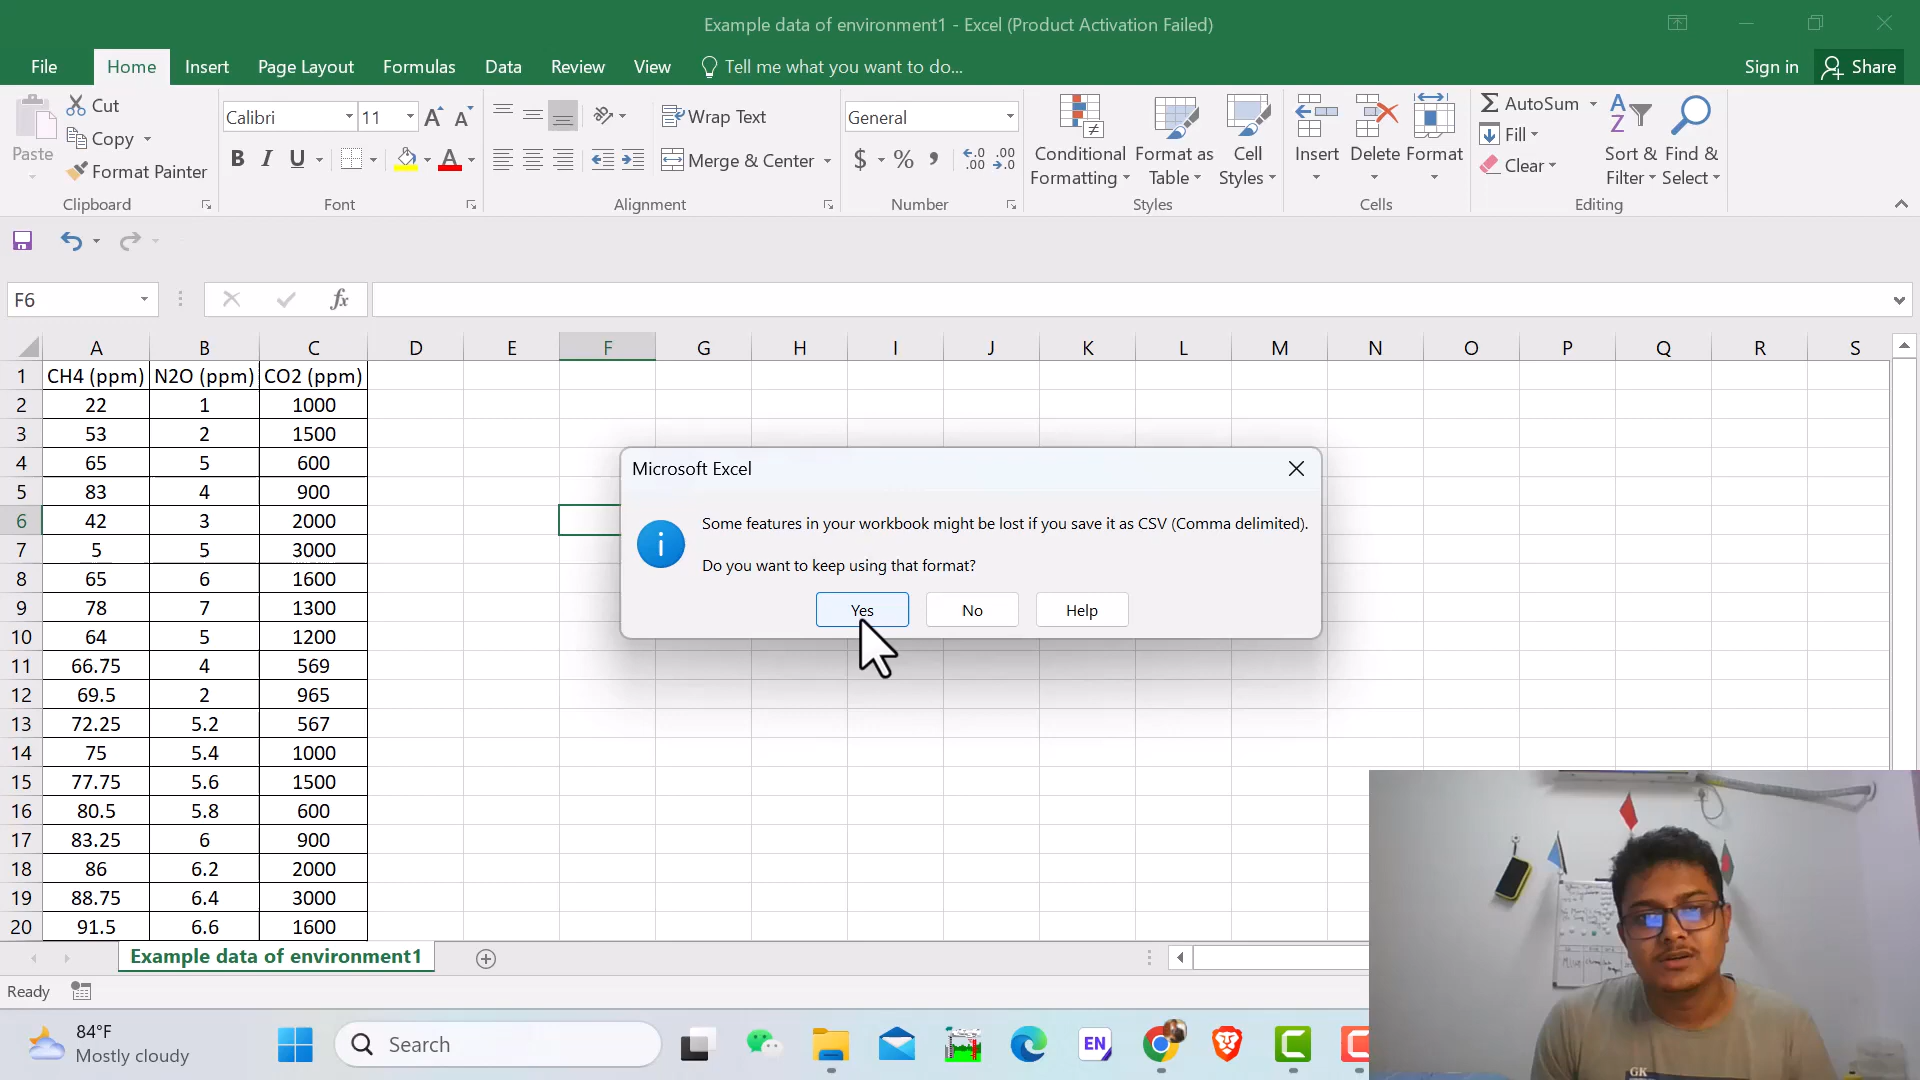 Example data of environment1 - Excel (Product Activation Failed)
File Home Insert Page Layout Formulas Data Review View Tell me what you want to do... Sign in Share
Paste
Cut
Copy
Format Painter
Clipboard
Calibri 11
B I U
Font
Wrap Text
Merge & Center
Alignment
General
$ % ,
Number
Conditional Formatting
Format as Table
Cell Styles
Styles
Insert Delete Format
Cells
AutoSum
Fill
Clear
Sort & Filter
Find & Select
Editing
F6 fx
A B C D E F G H I J K L M N O P Q R S
1 CH4 (ppm) N2O (ppm) CO2 (ppm)
2 22 1 1000
3 53 2 1500
4 65 5 600
5 83 4 900
6 42 3 2000
7 5 5 3000
8 65 6 1600
9 78 7 1300
10 64 5 1200
11 66.75 4 569
12 69.5 2 965
13 72.25 5.2 567
14 75 5.4 1000
15 77.75 5.6 1500
16 80.5 5.8 600
17 83.25 6 900
18 86 6.2 2000
19 88.75 6.4 3000
20 91.5 6.6 1600
Microsoft Excel
Some features in your workbook might be lost if you save it as CSV (Comma delimited).
Do you want to keep using that format?
Yes No Help
Example data of environment1
Ready
84°F
Mostly cloudy
Search
EN
GK